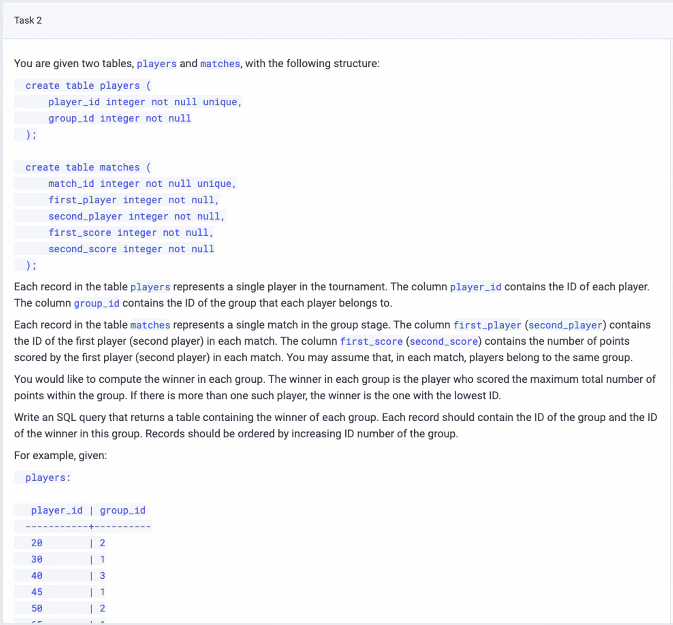 Task 2
You are given two tables, players and matches, with the following structure:
create table players (
player_id integer not null unique,
group_id integer not null
);
create table matches (
match_id integer not null unique,
first_player integer not null,
second_player integer not null,
first_score integer not null,
second_score integer not null
);
Each record in the table players represents a single player in the tournament. The column player_id contains the ID of each player.
The column group_id contains the ID of the group that each player belongs to.
Each record in the table matches represents a single match in the group stage. The column first_player (second_player) contains
the ID of the first player (second player) in each match. The column first_score (second_score) contains the number of points
scored by the first player (second player) in each match. You may assume that, in each match, players belong to the same group.
You would like to compute the winner in each group. The winner in each group is the player who scored the maximum total number of
points within the group. If there is more than one such player, the winner is the one with the lowest ID.
Write an SQL query that returns a table containing the winner of each group. Each record should contain the ID of the group and the ID
of the winner in this group. Records should be ordered by increasing ID number of the group.
For example, given:
players:
player_id | group_id
-----------+----------
20 | 2
30 | 1
40 | 3
45 | 1
50 | 2